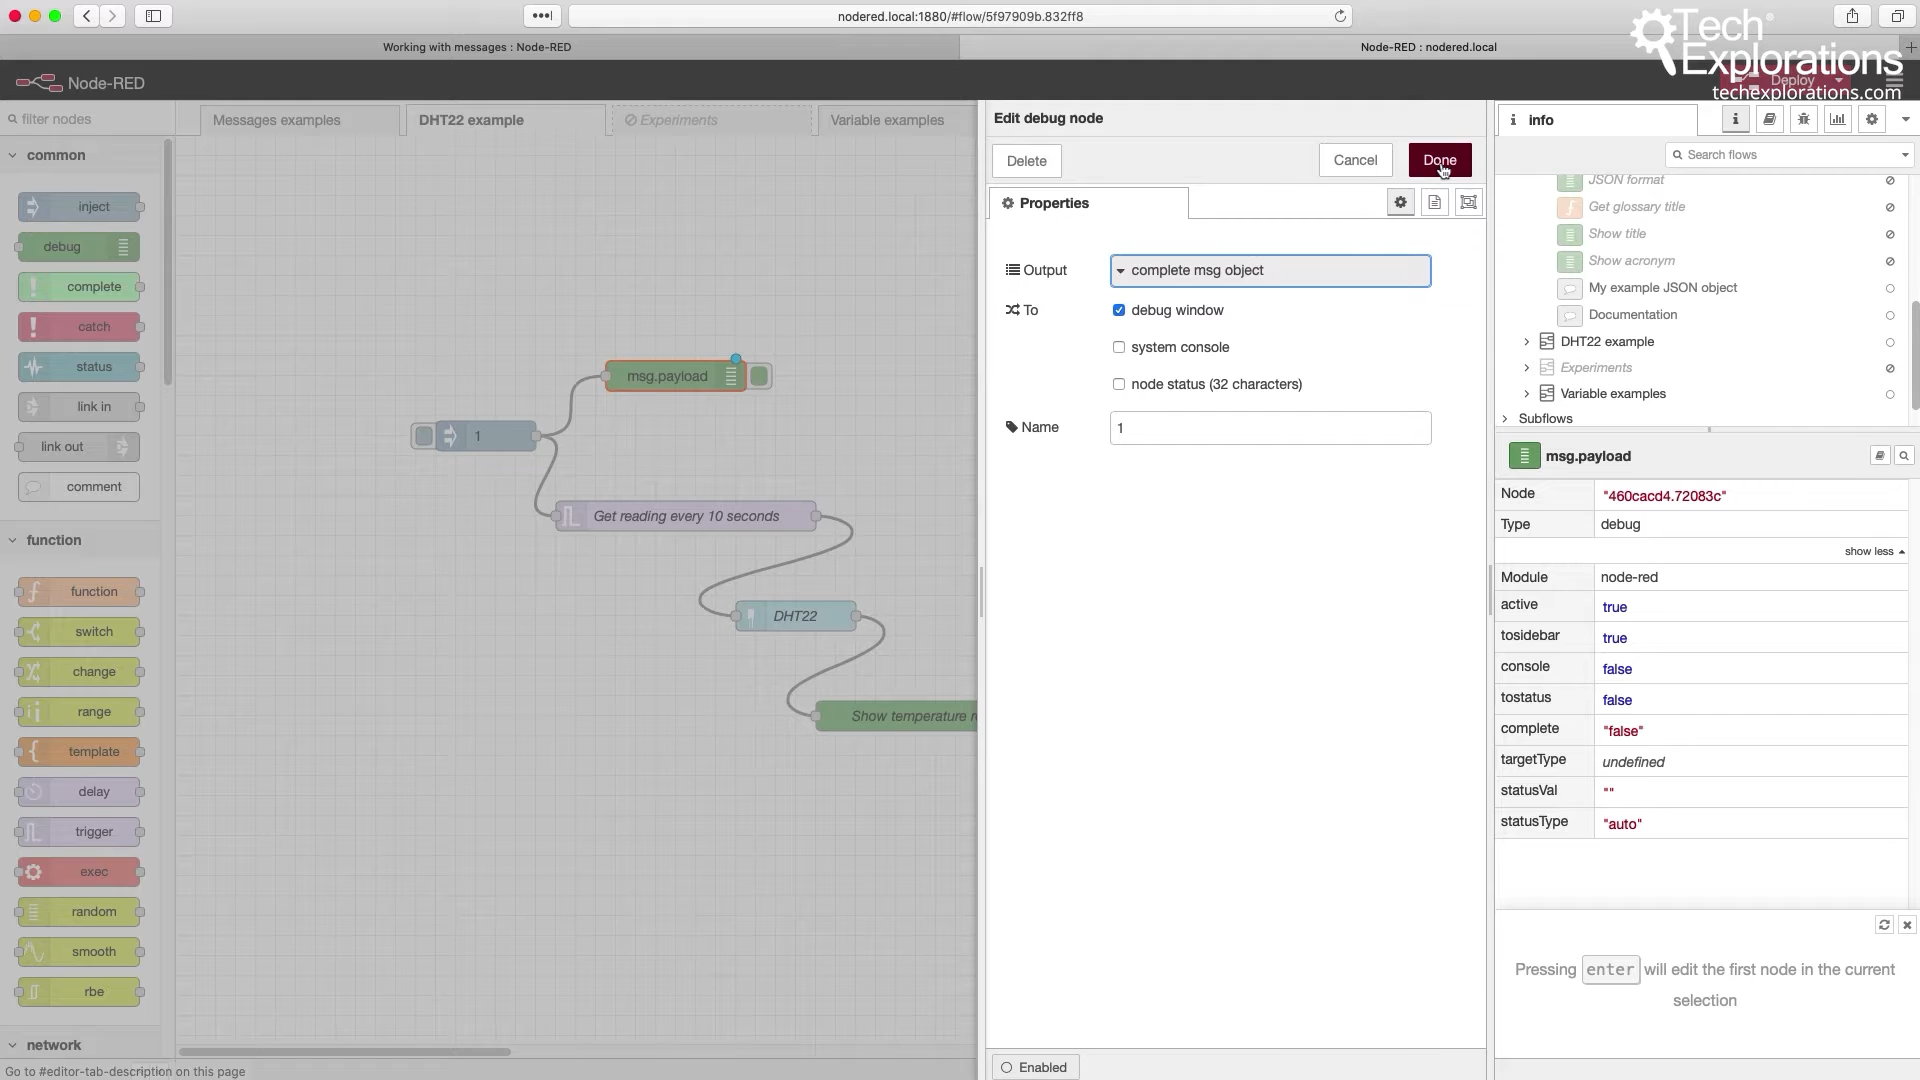 nodered.local:1880/#flow/5f97909b.832ff8
Working with messages : Node-RED
Node-RED : nodered.local
Tech Explorations
techexplorations.com
Node-RED
Deploy
filter nodes
Messages examples
DHT22 example
Experiments
Variable examples
common
inject
debug
complete
catch
status
link in
link out
comment
function
function
switch
change
range
template
delay
trigger
exec
random
smooth
rbe
network
Go to #editor-tab-description on this page
msg.payload
1
Get reading every 10 seconds
DHT22
Show temperature r
Edit debug node
Delete
Cancel
Done
Properties
Output
complete msg object
To
debug window
system console
node status (32 characters)
Name
1
Enabled
i info
i
Search flows
JSON format
Get glossary title
Show title
Show acronym
My example JSON object
Documentation
DHT22 example
Experiments
Variable examples
Subflows
msg.payload
Node "460cacd4.72083c"
Type debug
show less
Module node-red
active true
tosidebar true
console false
tostatus false
complete "false"
targetType undefined
statusVal ""
statusType "auto"
Pressing enter will edit the first node in the current
selection